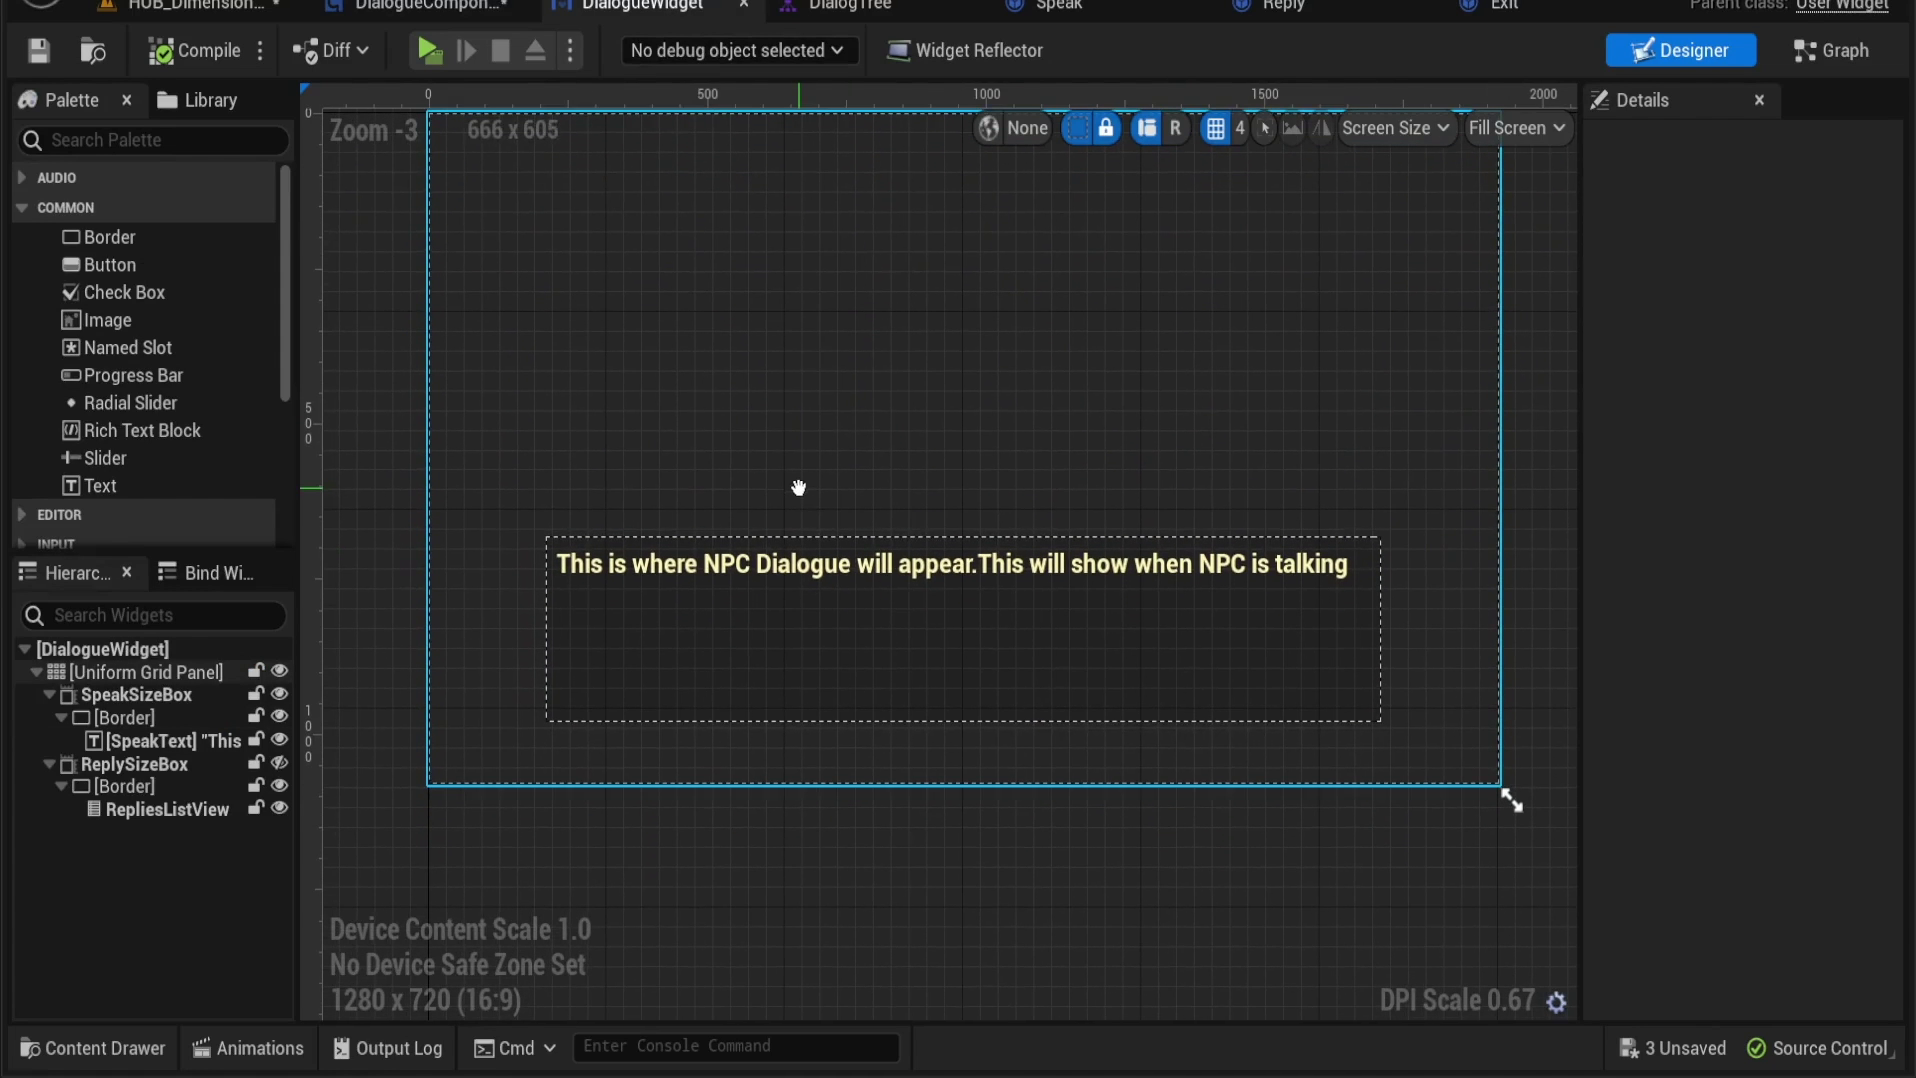 HUB_Dimension...*
DialogueCompon...*
DialogueWidget
DialogTree
Speak
Reply
Exit
Parent class: User Widget
Compile
Diff
No debug object selected
Widget Reflector
Designer
Graph
Palette
Library
Search Palette
AUDIO
COMMON
Border
Button
Check Box
Image
Named Slot
Progress Bar
Radial Slider
Rich Text Block
Slider
Text
EDITOR
INPUT
Hierarc...
Bind Wi...
Search Widgets
[DialogueWidget]
[Uniform Grid Panel]
SpeakSizeBox
[Border]
[SpeakText] "This
ReplySizeBox
[Border]
RepliesListView
0 500 1000 1500 2000
0
500
1000
Zoom -3
666 x 605
None
R
4
Screen Size
Fill Screen
This is where NPC Dialogue will appear.This will show when NPC is talking
Device Content Scale 1.0
No Device Safe Zone Set
1280 x 720 (16:9)
DPI Scale 0.67
Details
Content Drawer
Animations
Output Log
Cmd
Enter Console Command
3 Unsaved
Source Control